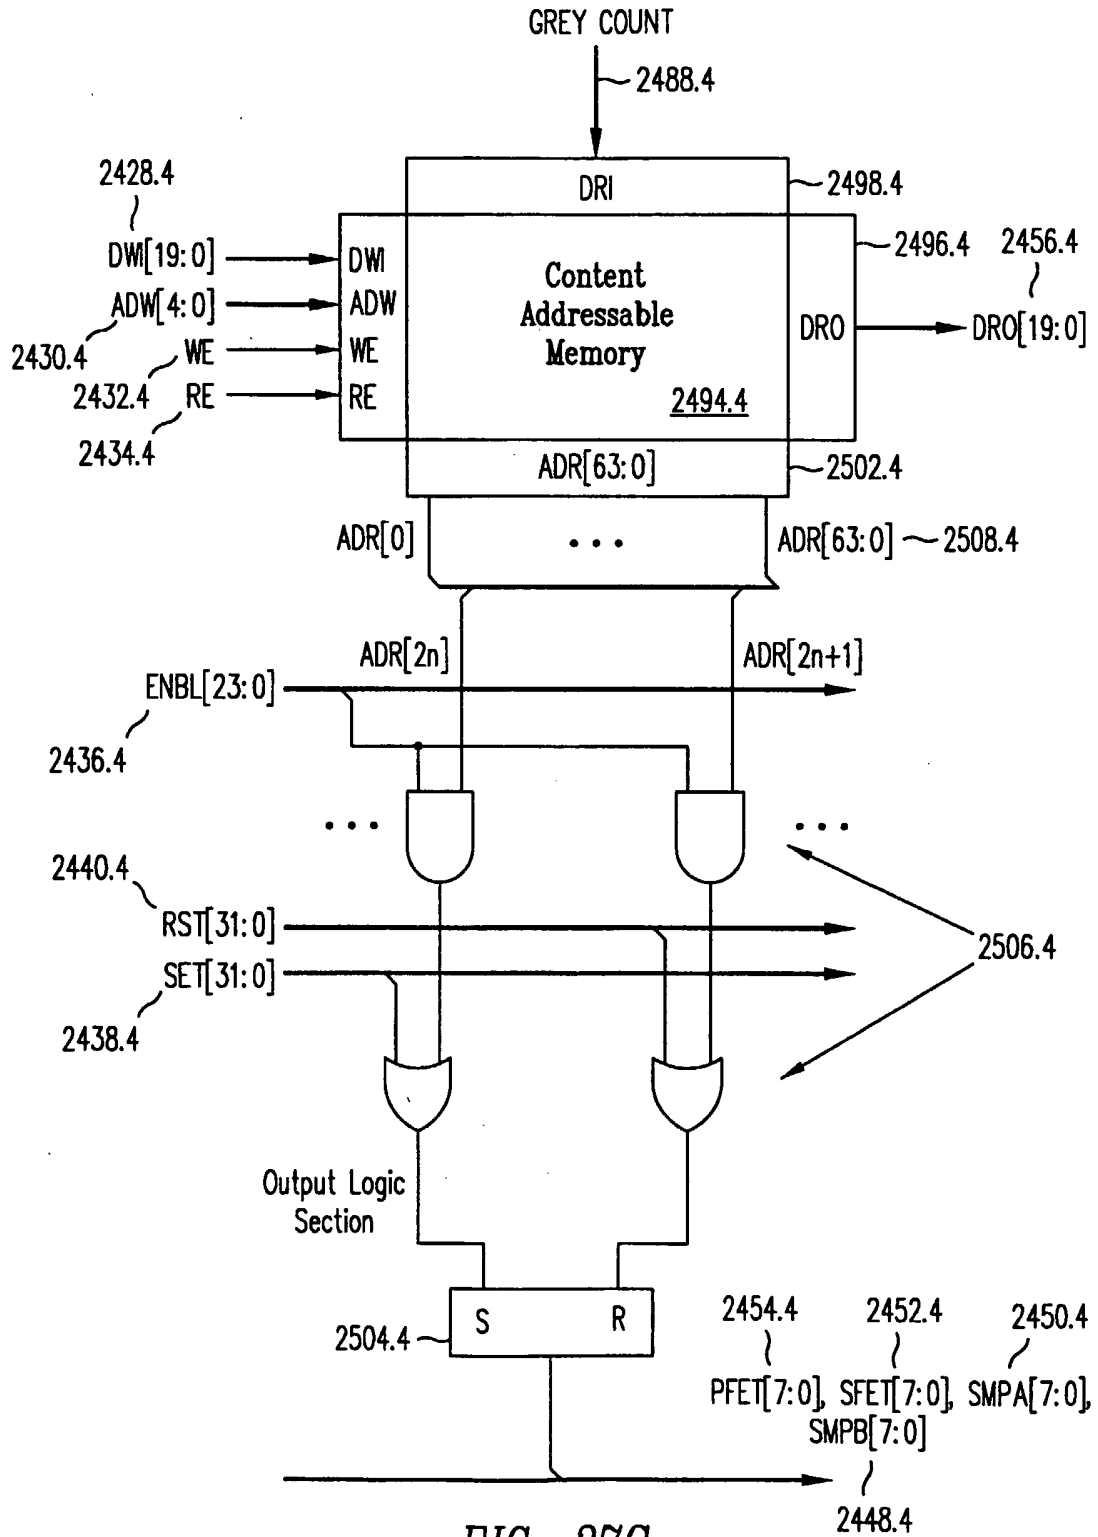 GREY COUNT
2488.4
2428.4
DRI
2498.4
DWI[19:0]
DWI
2496.4
2456.4
ADW[4:0]
ADW
Content
Addressable
Memory
DRO
DRO[19:0]
2430.4
WE
WE
2432.4
RE
RE
2494.4
2434.4
ADR[63:0]
2502.4
ADR[0]
• • •
ADR[63:0]
2508.4
ADR[2n]
ADR[2n+1]
ENBL[23:0]
2436.4
• • •
• • •
2440.4
RST[31:0]
2506.4
SET[31:0]
2438.4
Output Logic
Section
S
R
2504.4
2454.4
2452.4
2450.4
PFET[7:0], SFET[7:0], SMPA[7:0],
SMPB[7:0]
2448.4